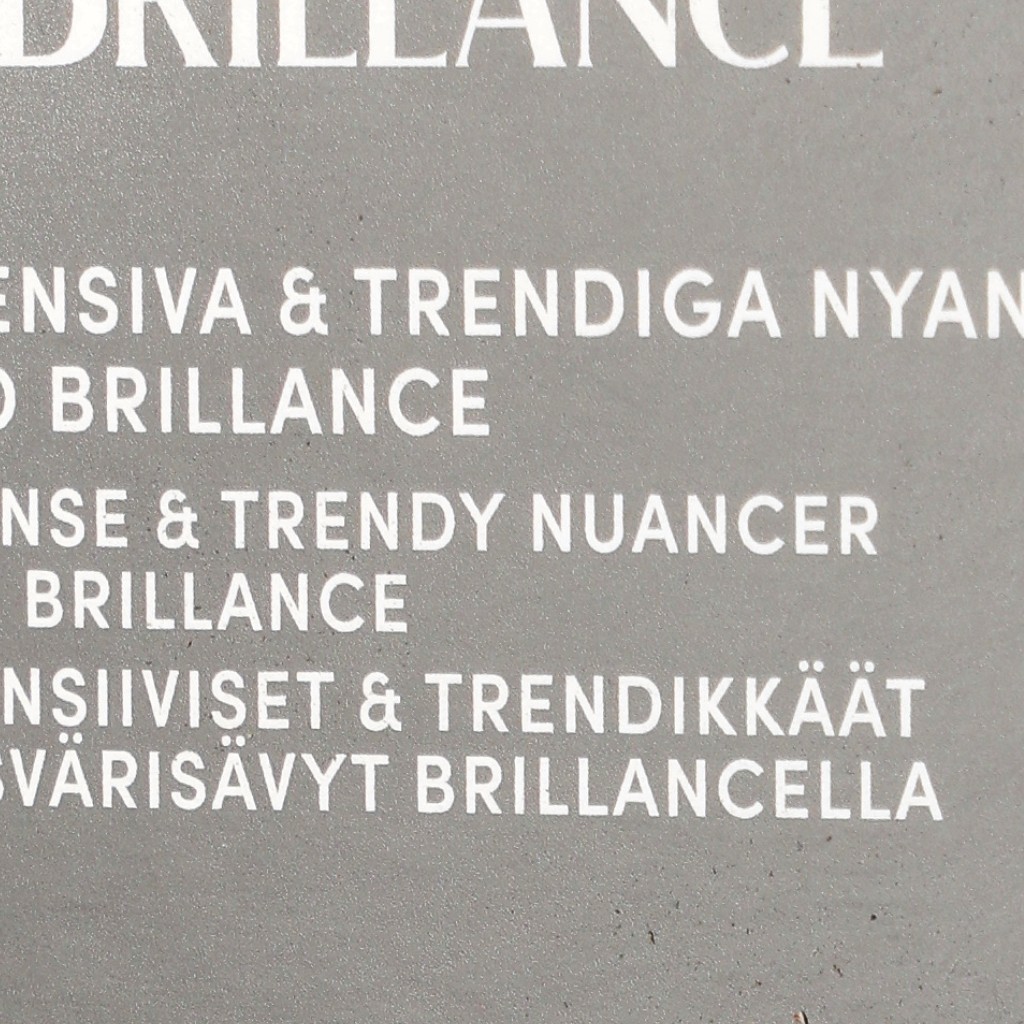 BRILLANCE
ENSIVA & TRENDIGA NYAN
BRILLANCE
NSE & TRENDY NUANCER
BRILLANCE
NSIIVISET & TRENDIKKÄÄT
SVÄRISÄVYT BRILLANCELLA